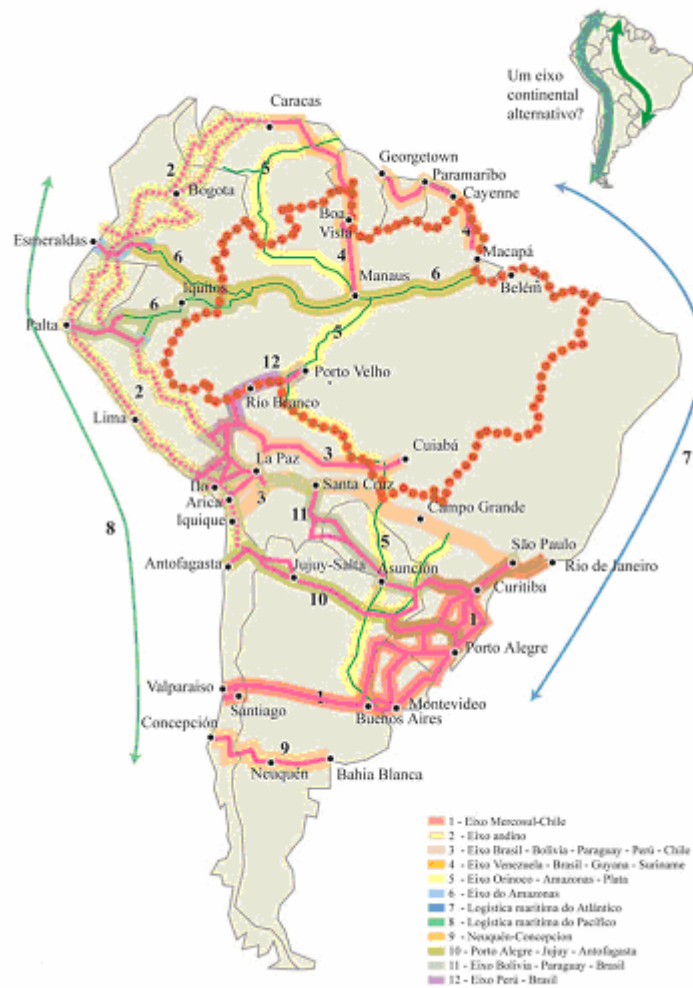 Um eixo
continental
alternativo?
Caracas
2
5
Georgetown
Paramaribo
Cayenne
Bogota
Boa
Vista
4
4
Esmeraldas
6
Macapá
Manaus
6
Belém
Iquitos
6
Palta
5
12
Porto Velho
Rio Branco
2
Lima
Cuiabá
3
7
La Paz
Ilo
Santa Cruz
3
Arica
Campo Grande
11
8
Iquique
5
São Paulo
Antofagasta
Jujuy-Salta
Asunción
Rio de Janeiro
10
Curitiba
1
Porto Alegre
Valparaiso
1
Santiago
Montevideo
Buenos Aires
Concepción
9
Neuquén
Bahia Blanca
1 - Eixo Mercosul-Chile
2 - Eixo andino
3 - Eixo Brasil - Bolivia - Paraguay - Perú - Chile
4 - Eixo Venezuela - Brasil - Guyana - Suriname
5 - Eixo Orinoco - Amazonas - Plata
6 - Eixo do Amazonas
7 - Logística marítima do Atlántico
8 - Logística marítima do Pacífico
9 - Neuquén-Concepcion
10 - Porto Alegre - Jujuy - Antofagasta
11 - Eixo Bolivia - Paraguay - Brasil
12 - Eixo Perú - Brasil